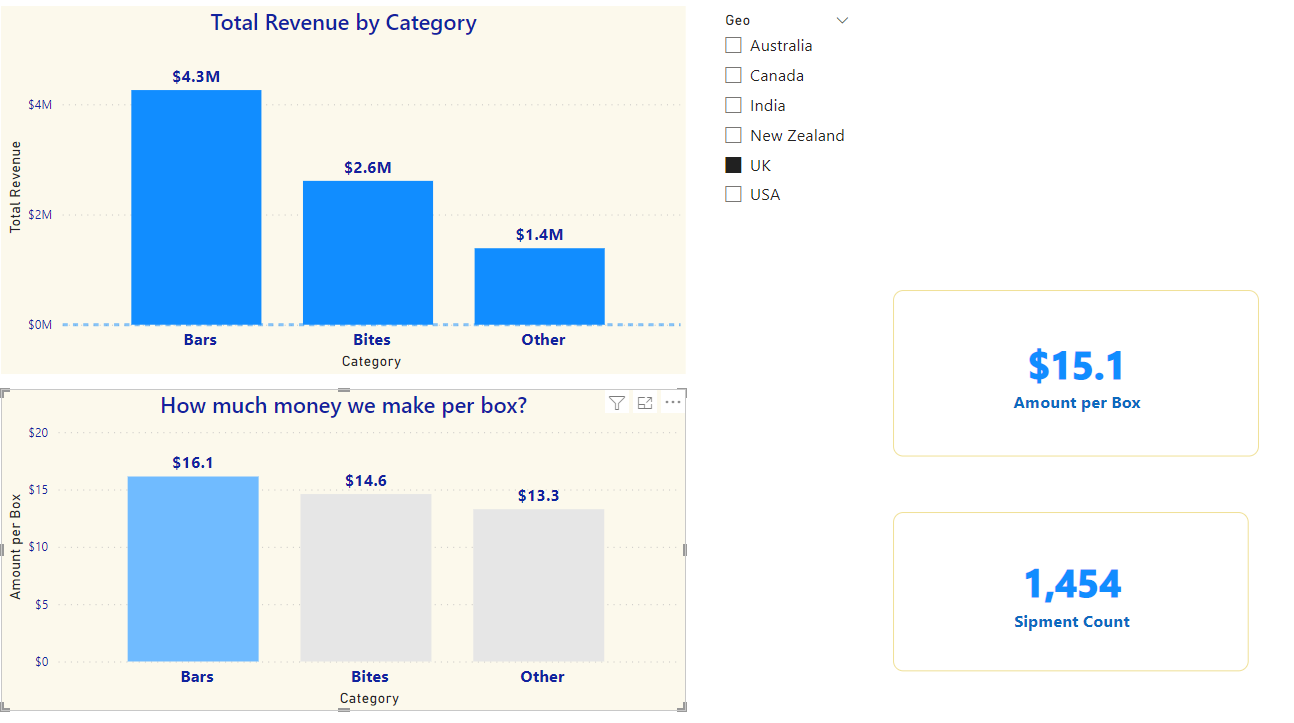 Total Revenue by Category
$4.3M
$4M
$2.6M
$2M
$1.4M
$0M
Total Revenue
Bars Bites Other
Category
How much money we make per box?
$20
$16.1
$15
$14.6
$13.3
$10
$5
$0
Amount per Box
Bars Bites Other
Category
Geo
Australia
Canada
India
New Zealand
UK
USA
$15.1
Amount per Box
1,454
Sipment Count